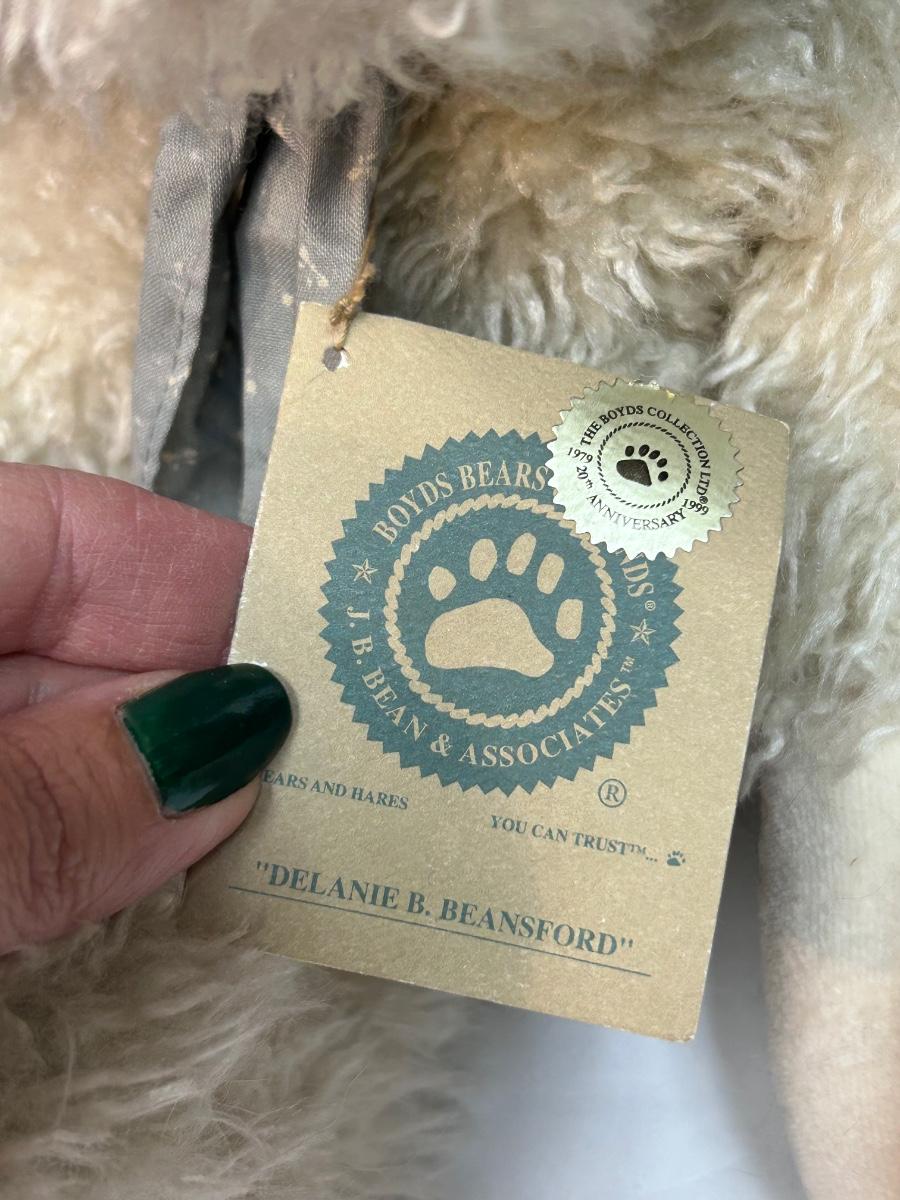 THE BOYDS COLLECTION LTD®
1979 1999
20th ANNIVERSARY
BOYDS BEARS
®
J. B. BEAN & ASSOCIATES™
®
EARS AND HARES
YOU CAN TRUST™...
"DELANIE B. BEANSFORD"